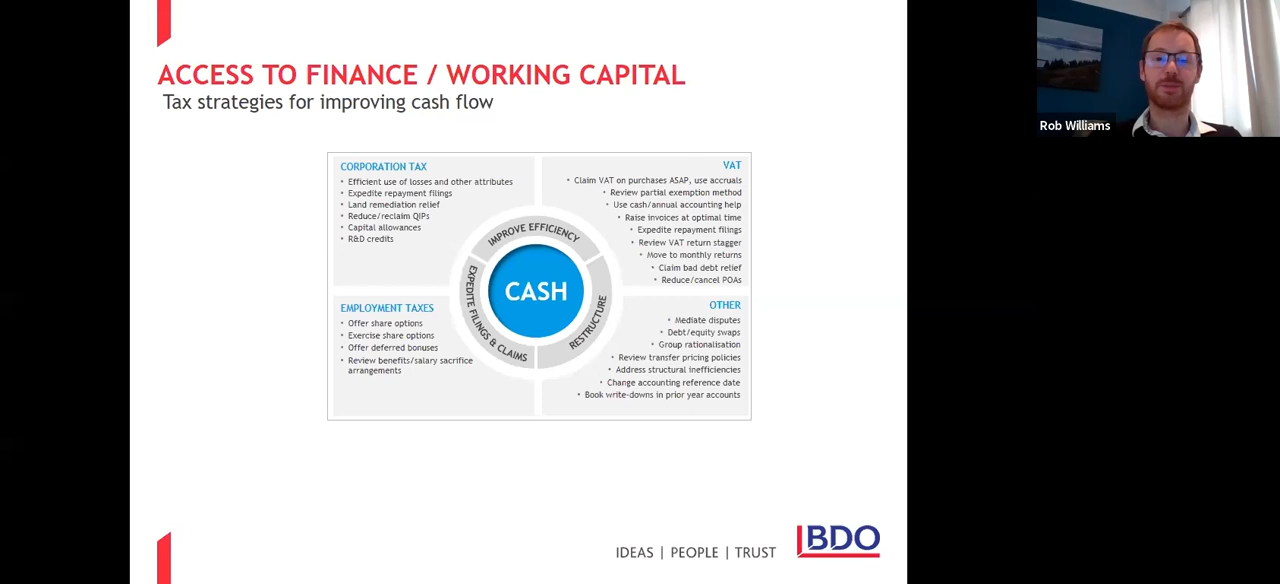 ACCESS TO FINANCE / WORKING CAPITAL
Tax strategies for improving cash flow
CORPORATION TAX
• Efficient use of losses and other attributes
• Expedite repayment filings
• Land remediation relief
• Reduce/reclaim QIPs
• Capital allowances
• R&D credits
VAT
• Claim VAT on purchases ASAP, use accruals
• Review partial exemption method
• Use cash/annual accounting help
• Raise invoices at optimal time
• Expedite repayment filings
• Review VAT return stagger
• Move to monthly returns
• Claim bad debt relief
• Reduce/cancel POAs
IMPROVE EFFICIENCY
EXPEDITE FILINGS & CLAIMS
RESTRUCTURE
CASH
EMPLOYMENT TAXES
• Offer share options
• Exercise share options
• Offer deferred bonuses
• Review benefits/salary sacrifice
arrangements
OTHER
• Mediate disputes
• Debt/equity swaps
• Group rationalisation
• Review transfer pricing policies
• Address structural inefficiencies
• Change accounting reference date
• Book write-downs in prior year accounts
IDEAS | PEOPLE | TRUST
BDO
Rob Williams